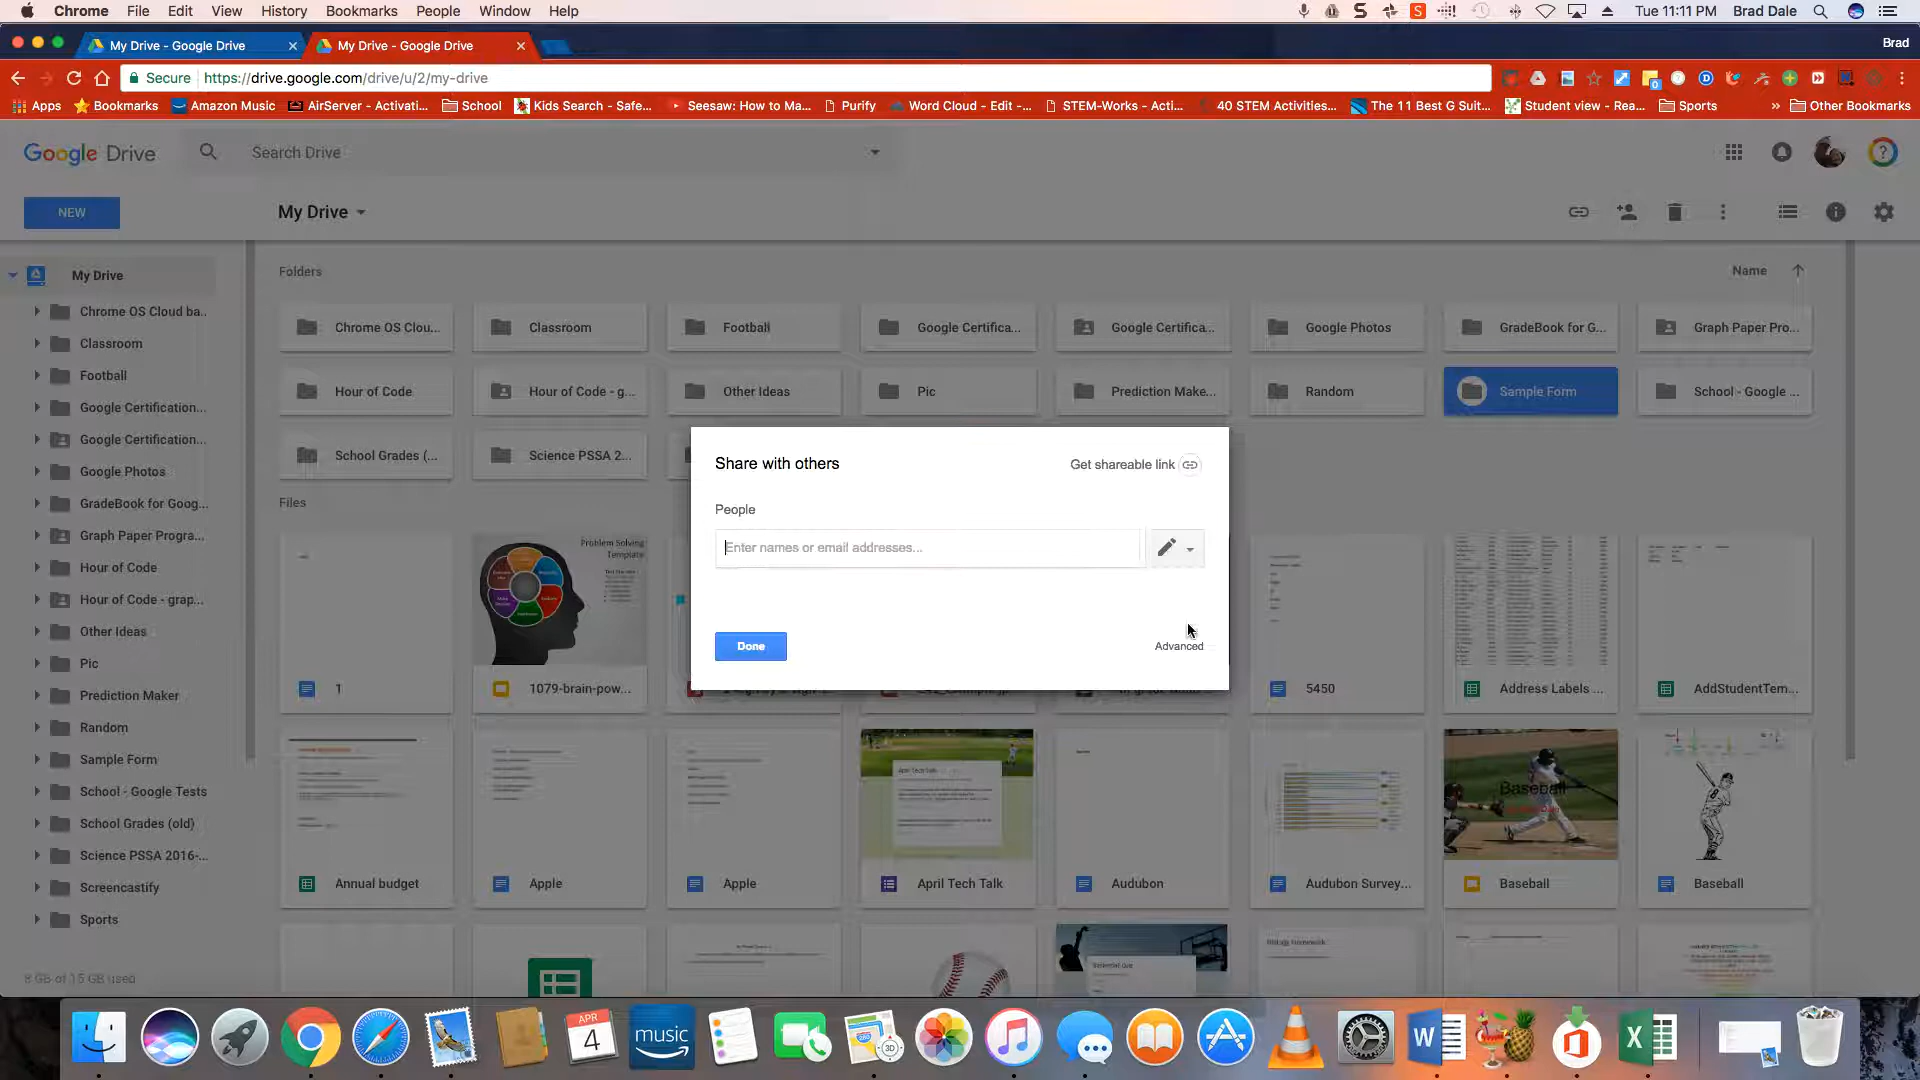 Chrome File Edit View History Bookmarks People Window Help Tue 11:11 PM Brad Dale
My Drive - Google Drive My Drive - Google Drive Brad
Secure https://drive.google.com/drive/u/2/my-drive
Apps Bookmarks Amazon Music AirServer - Activati... School Kids Search - Safe... Seesaw: How to Ma... Purify Word Cloud - Edit -... STEM-Works - Acti... 40 STEM Activities... The 11 Best G Suit... Student view - Rea... Sports » Other Bookmarks
Google Drive Search Drive
NEW My Drive
Folders Name
My Drive
Chrome OS Cloud ba..
Classroom
Football
Google Certification...
Google Certification...
Google Photos
GradeBook for Goog...
Graph Paper Progra...
Hour of Code
Hour of Code - grap...
Other Ideas
Pic
Prediction Maker
Random
Sample Form
School - Google Tests
School Grades (old)
Science PSSA 2016-...
Screencastify
Sports
8 GB of 15 GB used
Chrome OS Clou... Classroom Football Google Certifica... Google Certifica... Google Photos GradeBook for G... Graph Paper Pro...
Hour of Code Hour of Code - g... Other Ideas Pic Prediction Make... Random Sample Form School - Google ...
School Grades (... Science PSSA 2...
Files
Share with others Get shareable link
People
Enter names or email addresses...
Done Advanced
Problem Solving
Template
1 1079-brain-pow... 5450 Address Labels ... AddStudentTem...
April Tech Talk
Baseball
Annual budget Apple Apple April Tech Talk Audubon Audubon Survey... Baseball Baseball
APR
4
music
3D
W
X